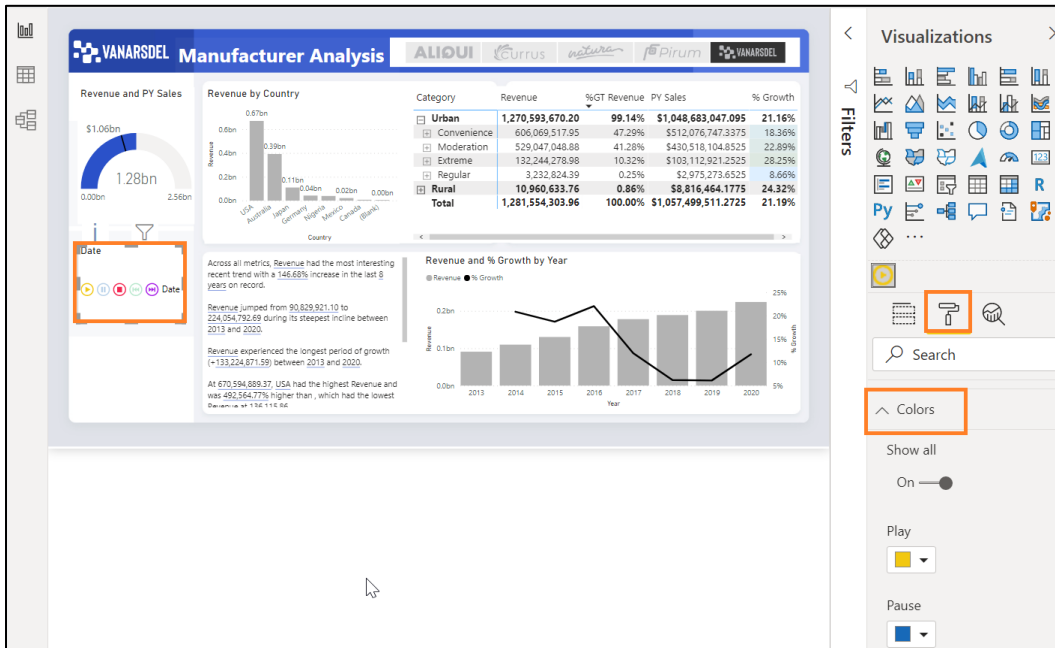 VANARSDEL Manufacturer Analysis
ALIQUI Currus natura Pirum VANARSDEL
Revenue and PY Sales
$1.06bn
1.28bn
0.00bn 2.56bn
Date
Date
Revenue by Country
0.67bn
0.39bn
0.11bn
0.04bn
0.02bn
0.00bn
0.6bn
0.4bn
0.2bn
0.0bn
Revenue
USA Australia Japan Germany Nigeria Mexico Canada (Blank)
Country
Category Revenue %GT Revenue PY Sales % Growth
Urban 1,270,593,670.20 99.14% $1,048,683,047.095 21.16%
Convenience 606,069,517.95 47.29% $512,076,747.3375 18.36%
Moderation 529,047,048.88 41.28% $430,518,104.8525 22.89%
Extreme 132,244,278.98 10.32% $103,112,921.2525 28.25%
Regular 3,232,824.39 0.25% $2,975,273.6525 8.66%
Rural 10,960,633.76 0.86% $8,816,464.1775 24.32%
Total 1,281,554,303.96 100.00% $1,057,499,511.2725 21.19%
Across all metrics, Revenue had the most interesting
recent trend with a 146.68% increase in the last 8
years on record.
Revenue jumped from 90,829,921.10 to
224,054,792.69 during its steepest incline between
2013 and 2020.
Revenue experienced the longest period of growth
(+133,224,871.59) between 2013 and 2020.
At 670,594,889.37, USA had the highest Revenue and
was 492,564.77% higher than , which had the lowest
Revenue at 136,115.86
Revenue and % Growth by Year
Revenue % Growth
0.2bn
0.1bn
0.0bn
Revenue
25%
20%
15%
10%
5%
% Growth
2013 2014 2015 2016 2017 2018 2019 2020
Year
Filters
Visualizations
123
R
Py
Search
Colors
Show all
On
Play
Pause